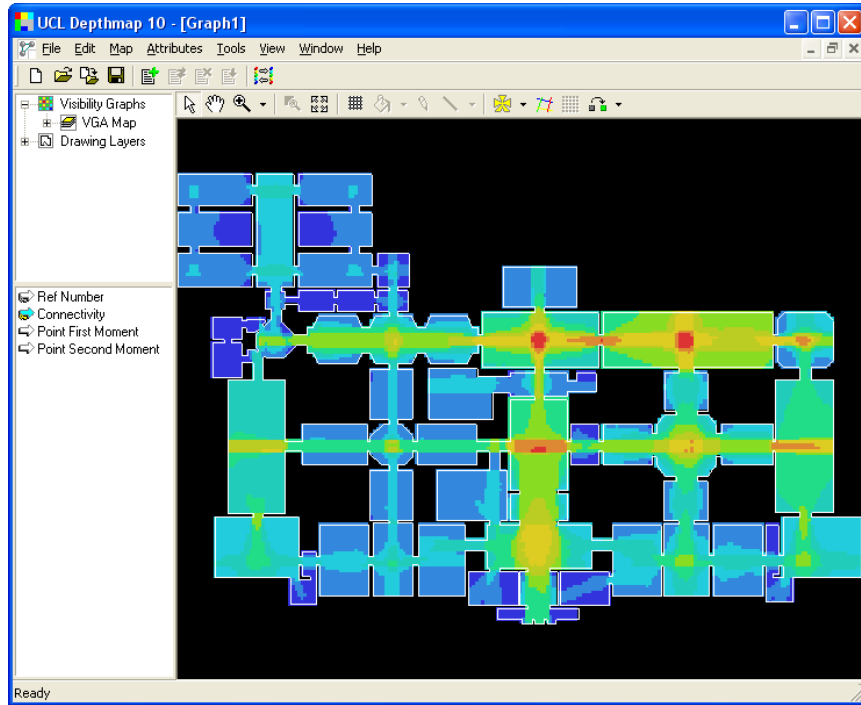 UCL Depthmap 10 - [Graph1]
File Edit Map Attributes Tools View Window Help
Visibility Graphs
VGA Map
Drawing Layers
Ref Number
Connectivity
Point First Moment
Point Second Moment
Ready